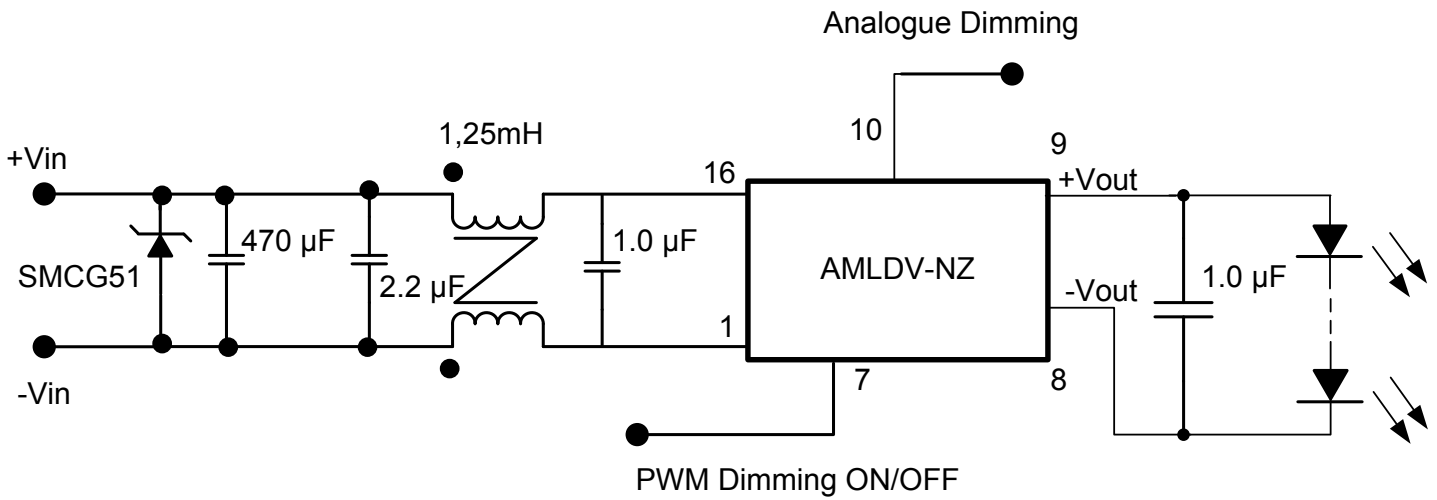 Analogue Dimming
1,25mH
10
9
+Vin
16
+Vout
470 µF
1.0 µF
SMCG51
2.2 µF
AMLDV-NZ
-Vout
1.0 µF
1
7
8
-Vin
PWM Dimming ON/OFF